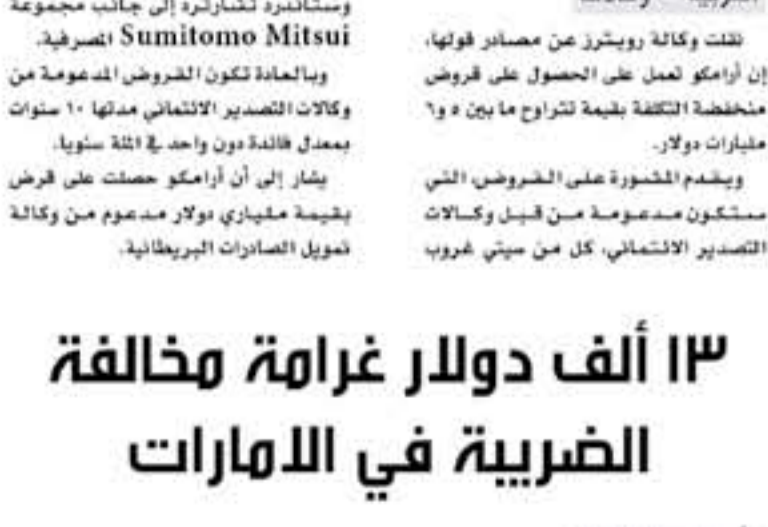 نقلت وكالة رويترز عن مصادر قولها،
إن أرامكو تعمل على الحصول على قروض
منخفضة التكلفة بقيمة تتراوح ما بين ٥ و٦
مليارات دولار.
ويقدم المشورة على القروض، التي
ستكون مدعومة من قبل وكالات
التصدير الائتماني، كل من سيتي غروب
وستاندرد تشارترد إلى جانب مجموعة
Sumitomo Mitsui المصرفية.
وبالعادة تكون القروض المدعومة من
وكالات التصدير الائتماني مدتها ١٠ سنوات
بمعدل فائدة دون واحد في المئة سنويا.
يشار إلى أن أرامكو حصلت على قرض
بقيمة ملياري دولار مدعوم من وكالة
تمويل الصادرات البريطانية.
١٣ ألف دولار غرامة مخالفة
الضريبة في الامارات